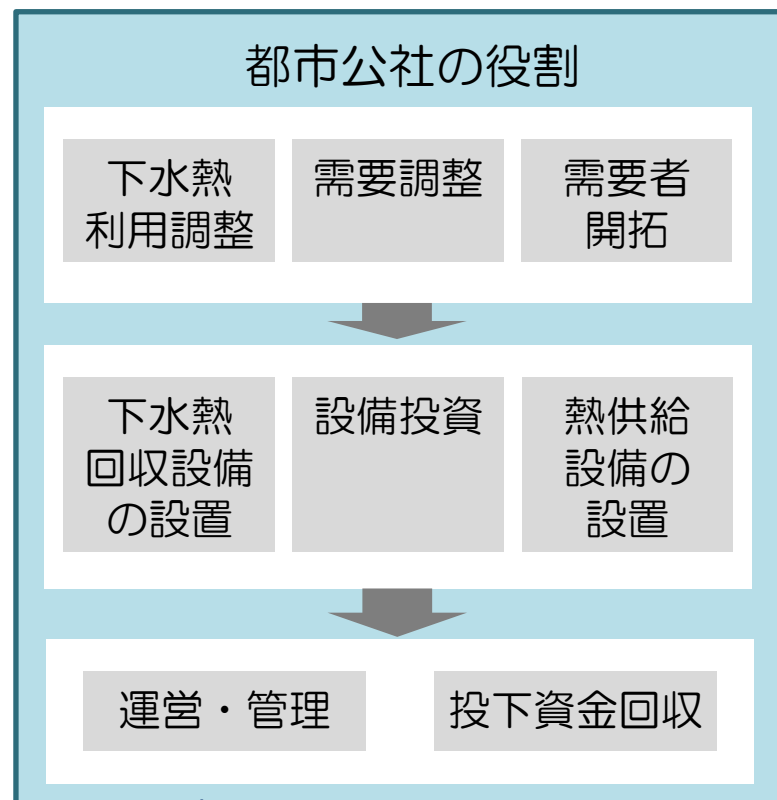 都市公社の役割
下水熱
利用調整
需要調整
需要者
開拓
下水熱
回収設備
の設置
設備投資
熱供給
設備の
設置
運営・管理
投下資金回収